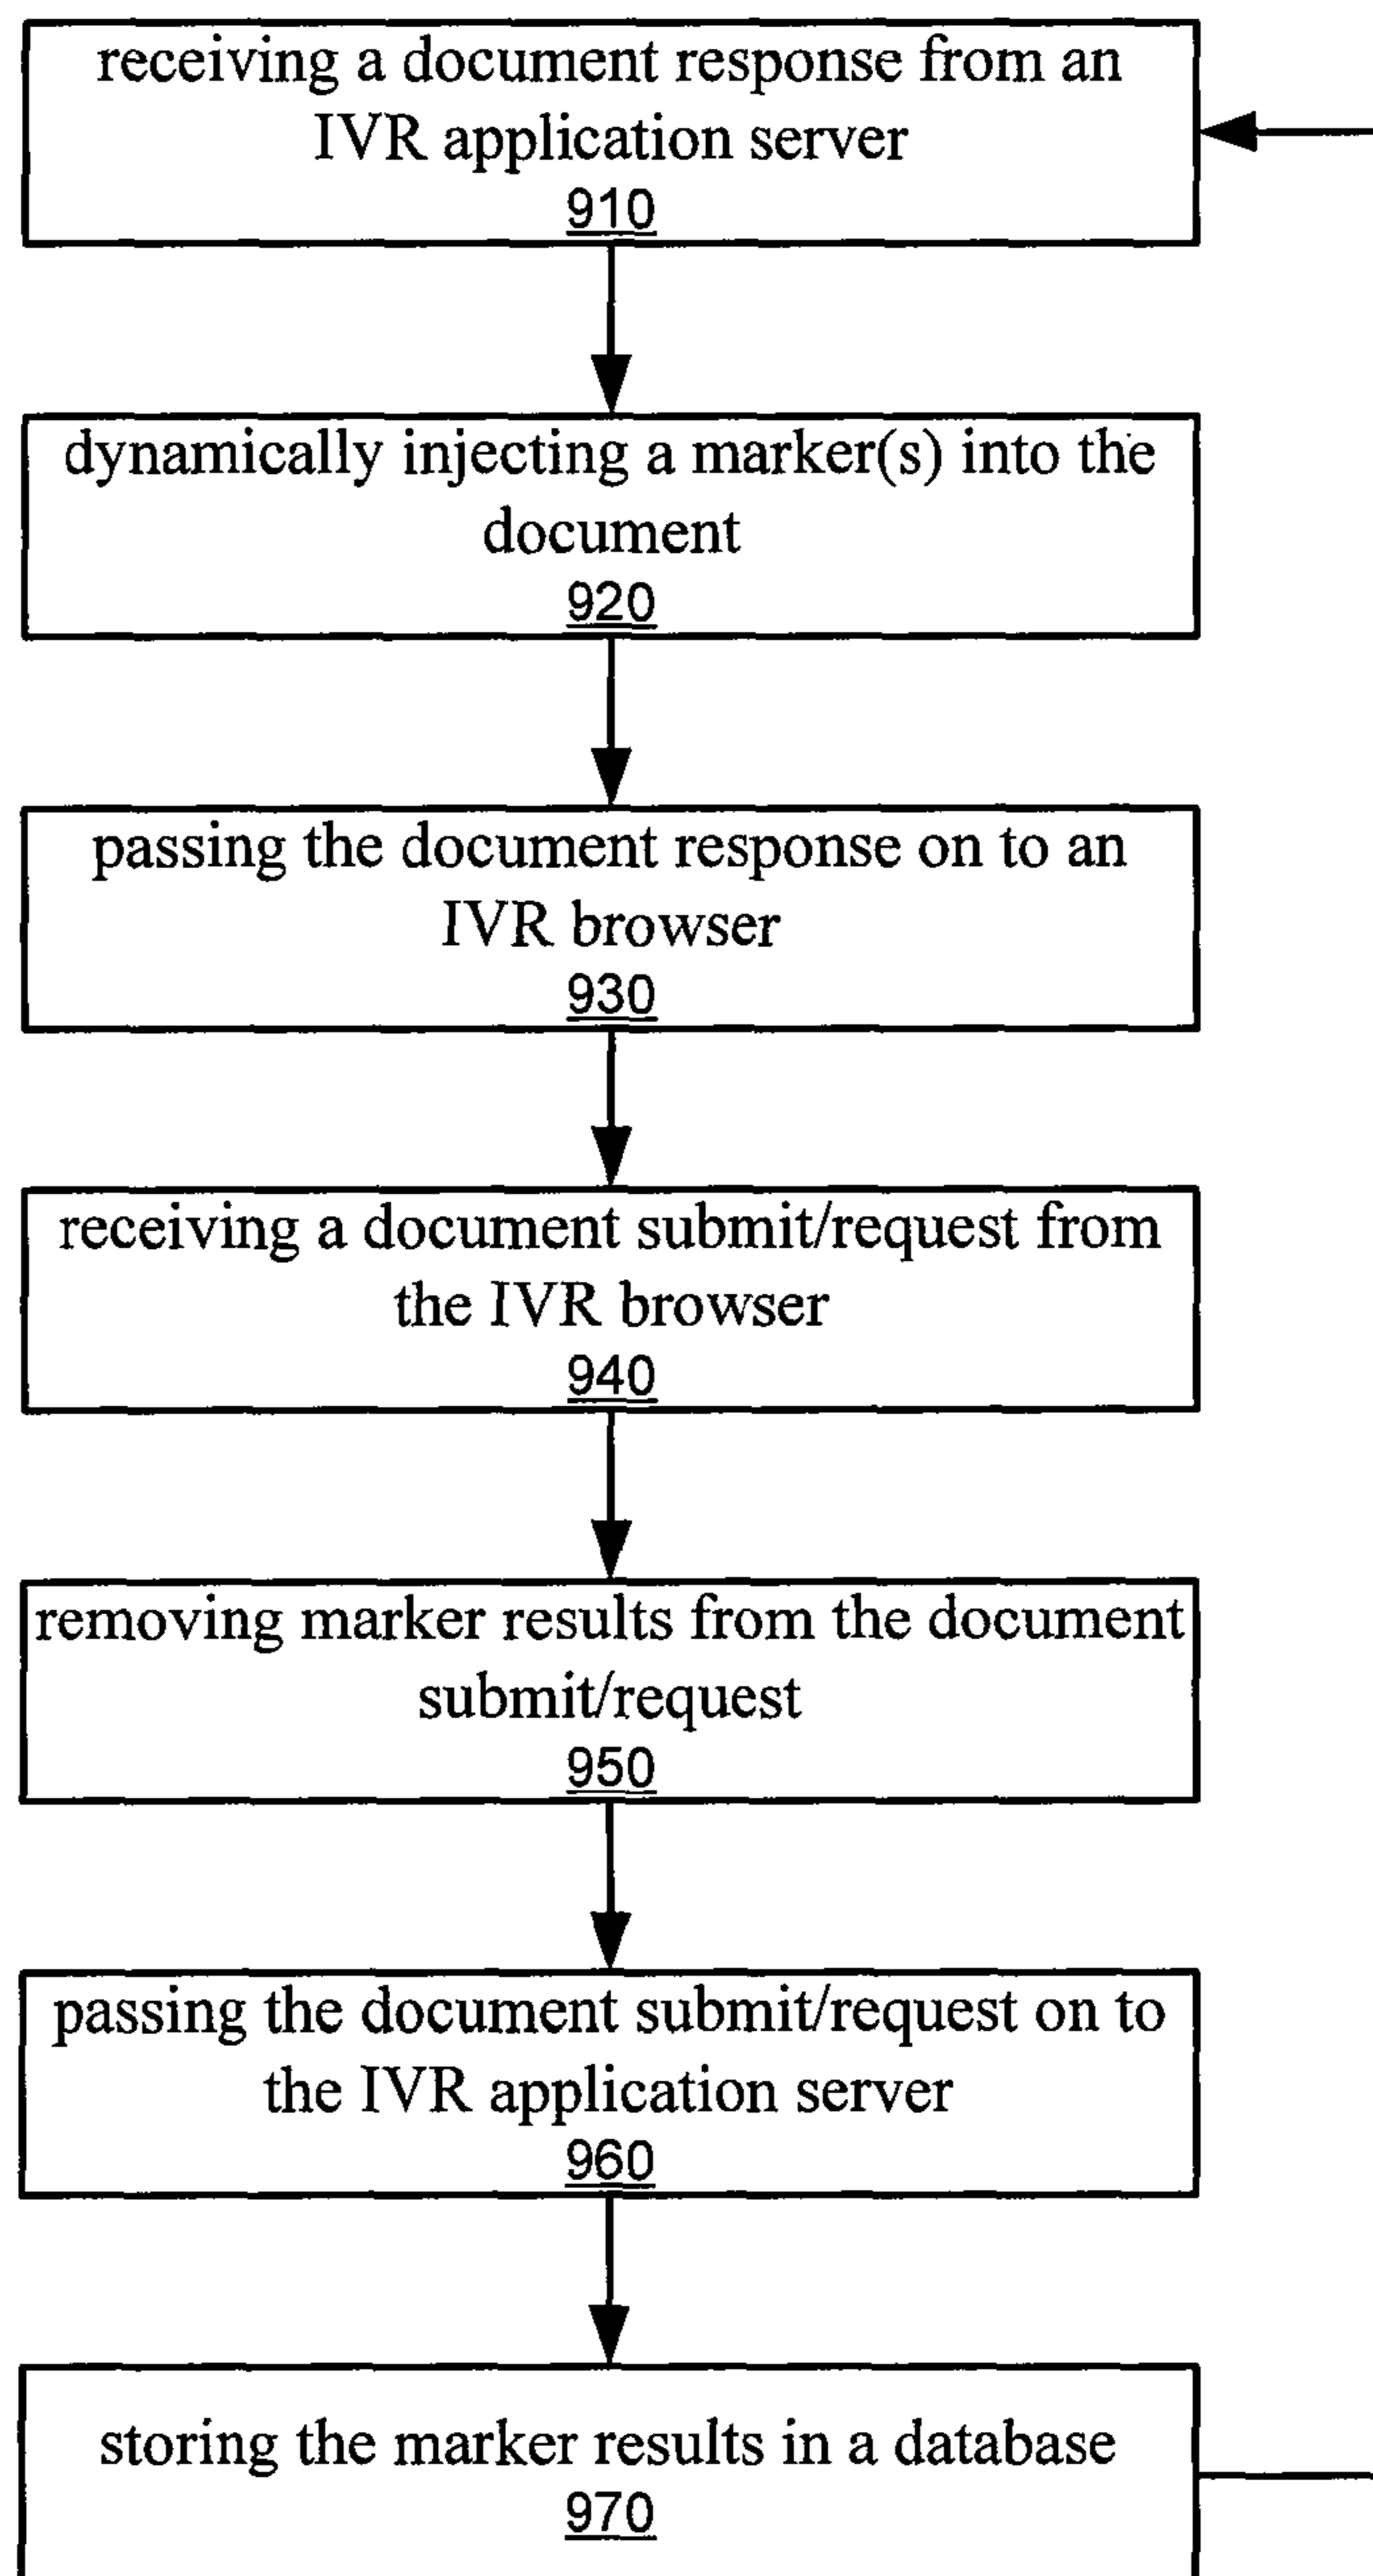 receiving a document response from an
IVR application server
910
dynamically injecting a marker(s) into the
document
920
passing the document response on to an
IVR browser
930
receiving a document submit/request from
the IVR browser
940
removing marker results from the document
submit/request
950
passing the document submit/request on to
the IVR application server
960
storing the marker results in a database
970